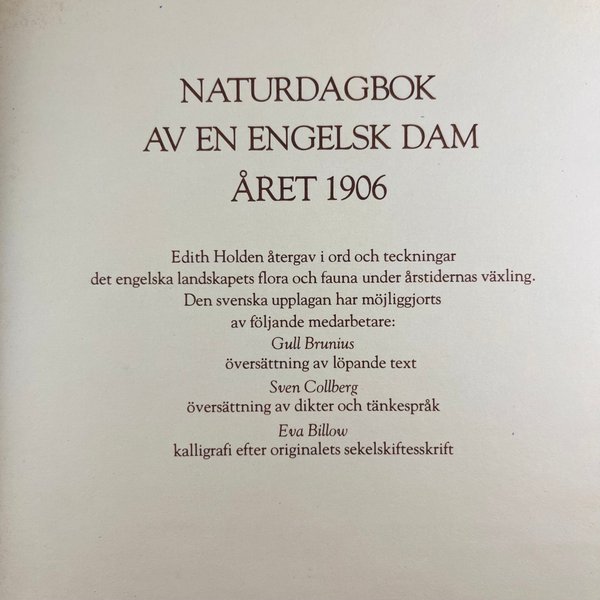 NATURDAGBOK
AV EN ENGELSK DAM
ÅRET 1906
Edith Holden återgav i ord och teckningar
det engelska landskapets flora och fauna under årstidernas växling.
Den svenska upplagan har möjliggjorts
av följande medarbetare:
Gull Brunius
översättning av löpande text
Sven Collberg
översättning av dikter och tänkespråk
Eva Billow
kalligrafi efter originalets sekelskiftesskrift